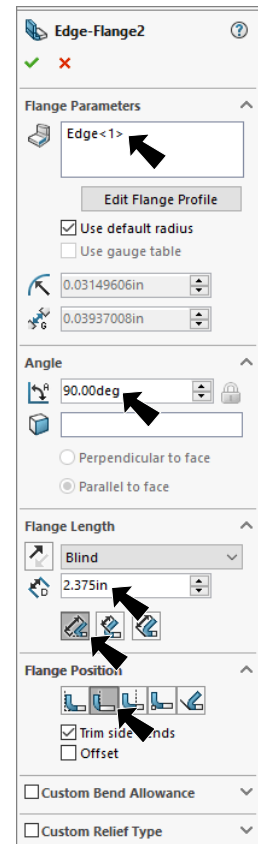 Edge-Flange2
Flange Parameters
Edge<1>
Edit Flange Profile
Use default radius
Use gauge table
0.03149606in
G
0.03937008in
Angle
A
90.00deg
Perpendicular to face
Parallel to face
Flange Length
Blind
D
2.375in
Flange Position
Trim side bends
Offset
Custom Bend Allowance
Custom Relief Type